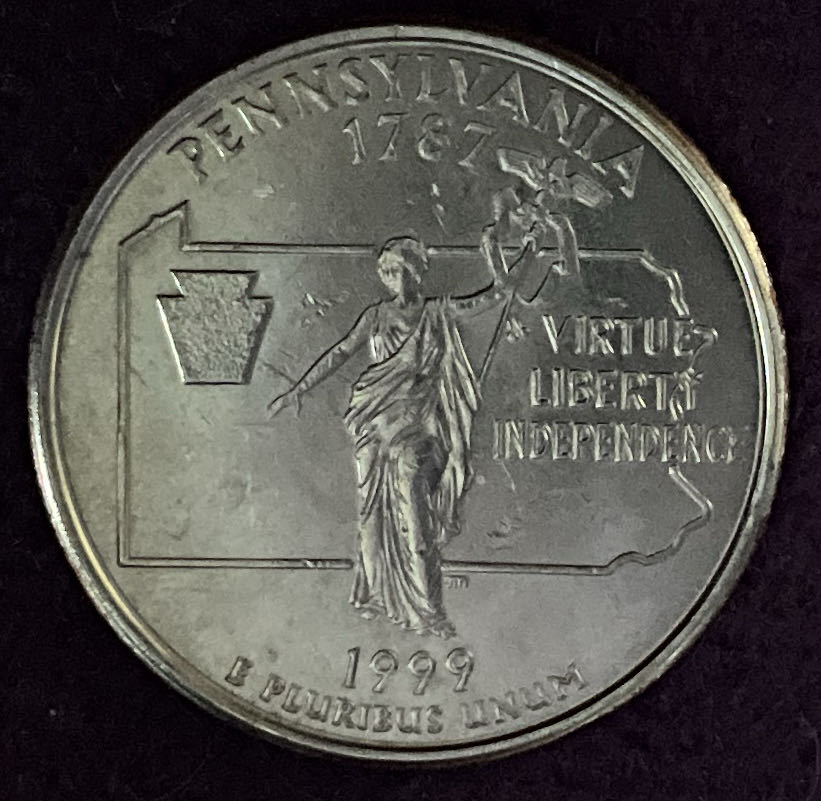 PENNSYLVANIA
1787
VIRTUE
LIBERTY
INDEPENDENCE
1999
E PLURIBUS UNUM